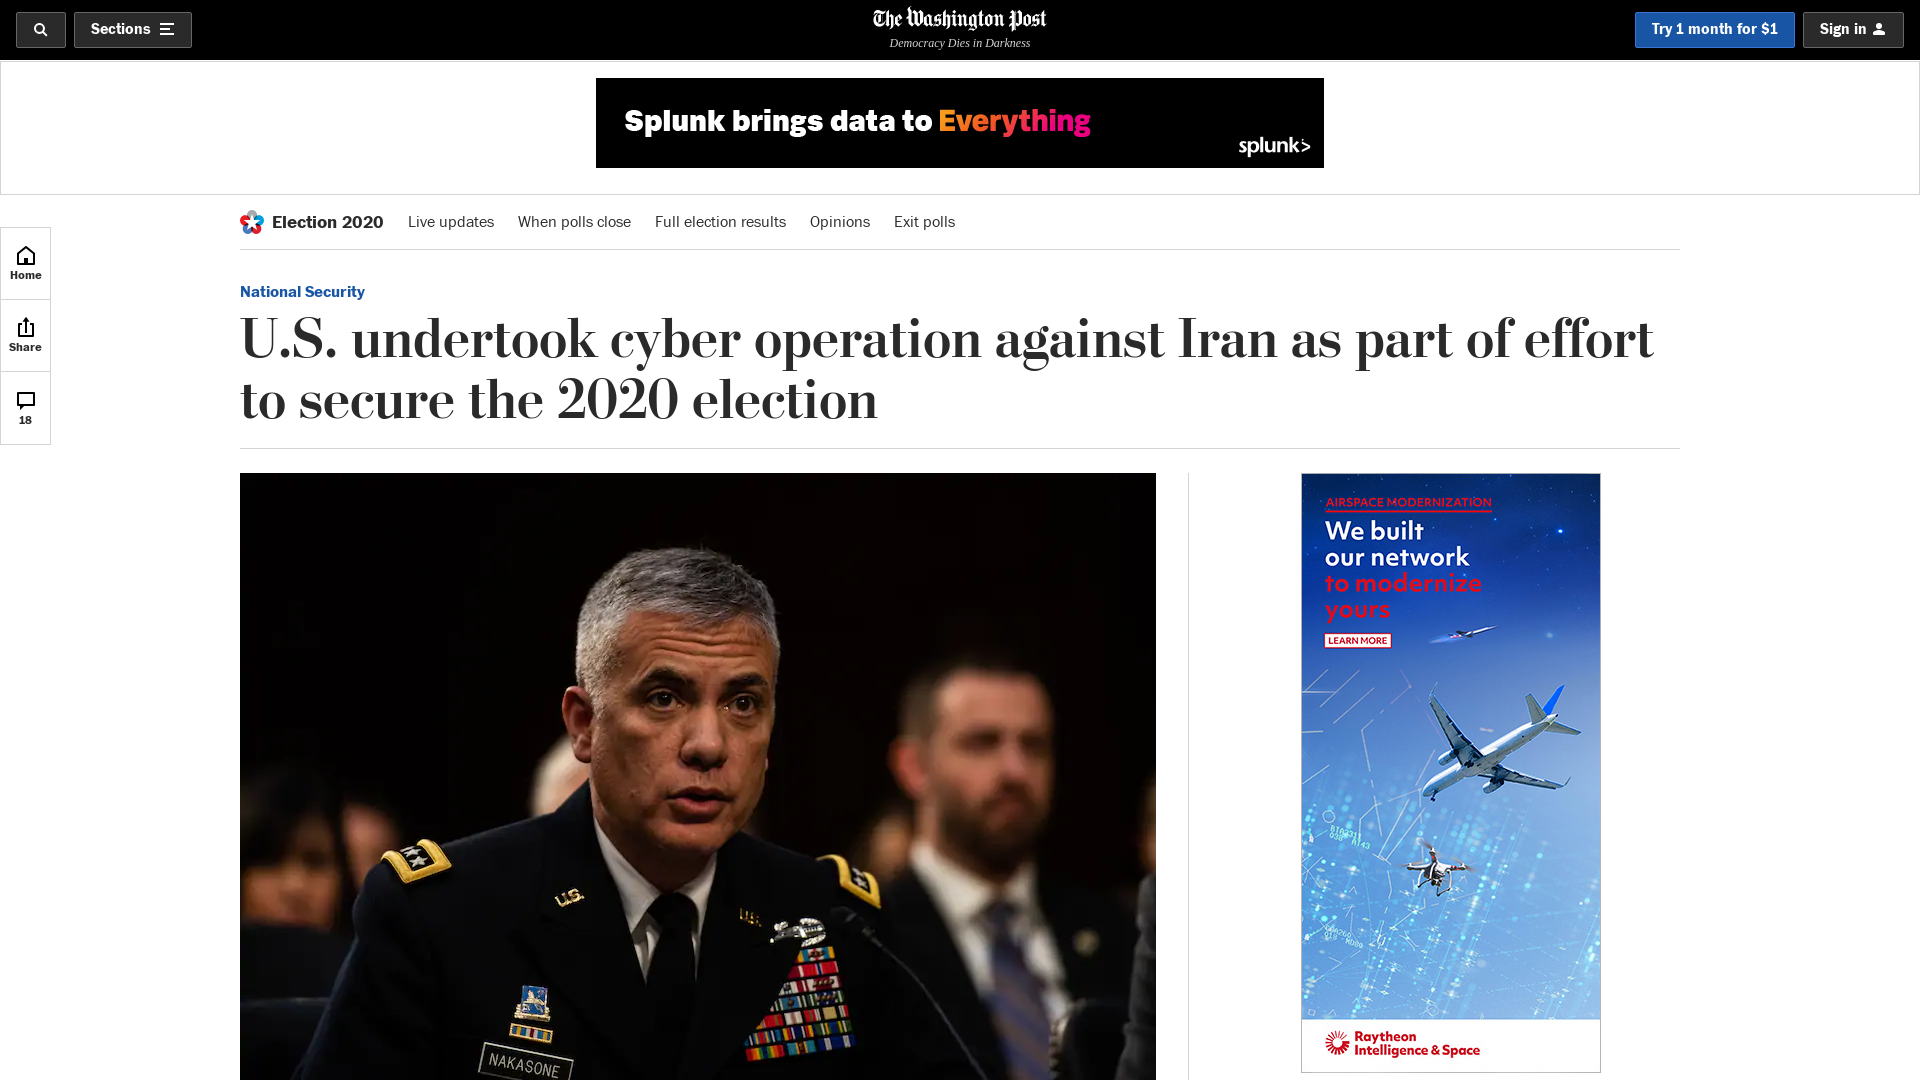 Sections
The Washington Post
Democracy Dies in Darkness
Try 1 month for $1
Sign in
Splunk brings data to Everything
splunk>
Election 2020
Live updates
When polls close
Full election results
Opinions
Exit polls
Home
Share
18
National Security
U.S. undertook cyber operation against Iran as part of effort
to secure the 2020 election
U.S.
U.S.
NAKASONE
AIRSPACE MODERNIZATION
We built
our network
to modernize
yours
LEARN MORE
Raytheon
Intelligence & Space